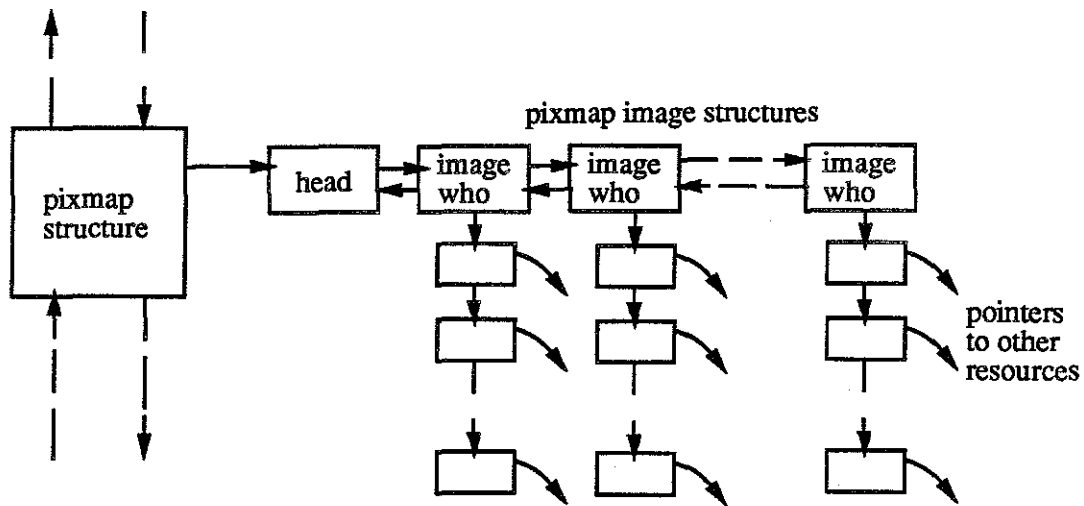 pixmap image structures
pixmap
structure
head
image
who
image
who
image
who
pointers
to other
resources